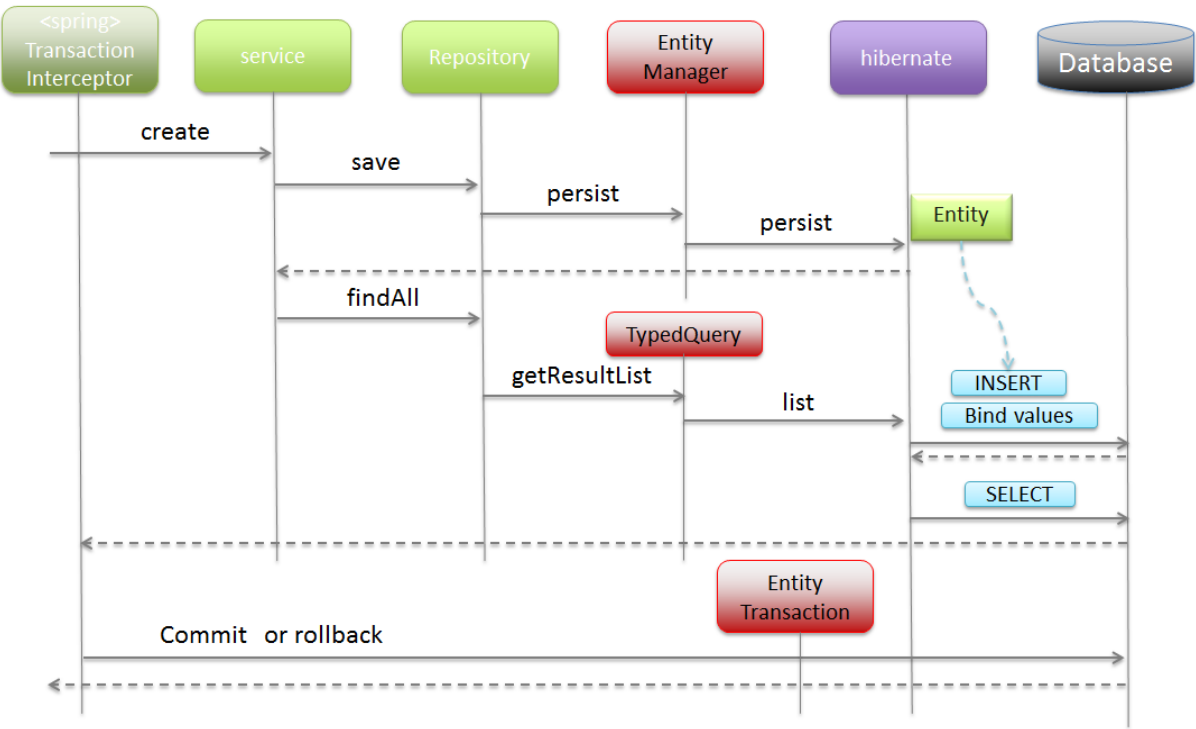 <spring>
Transaction
Interceptor
service
Repository
Entity
Manager
hibernate
Database
create
save
persist
persist
Entity
findAll
TypedQuery
getResultList
list
INSERT
Bind values
SELECT
Entity
Transaction
Commit or rollback